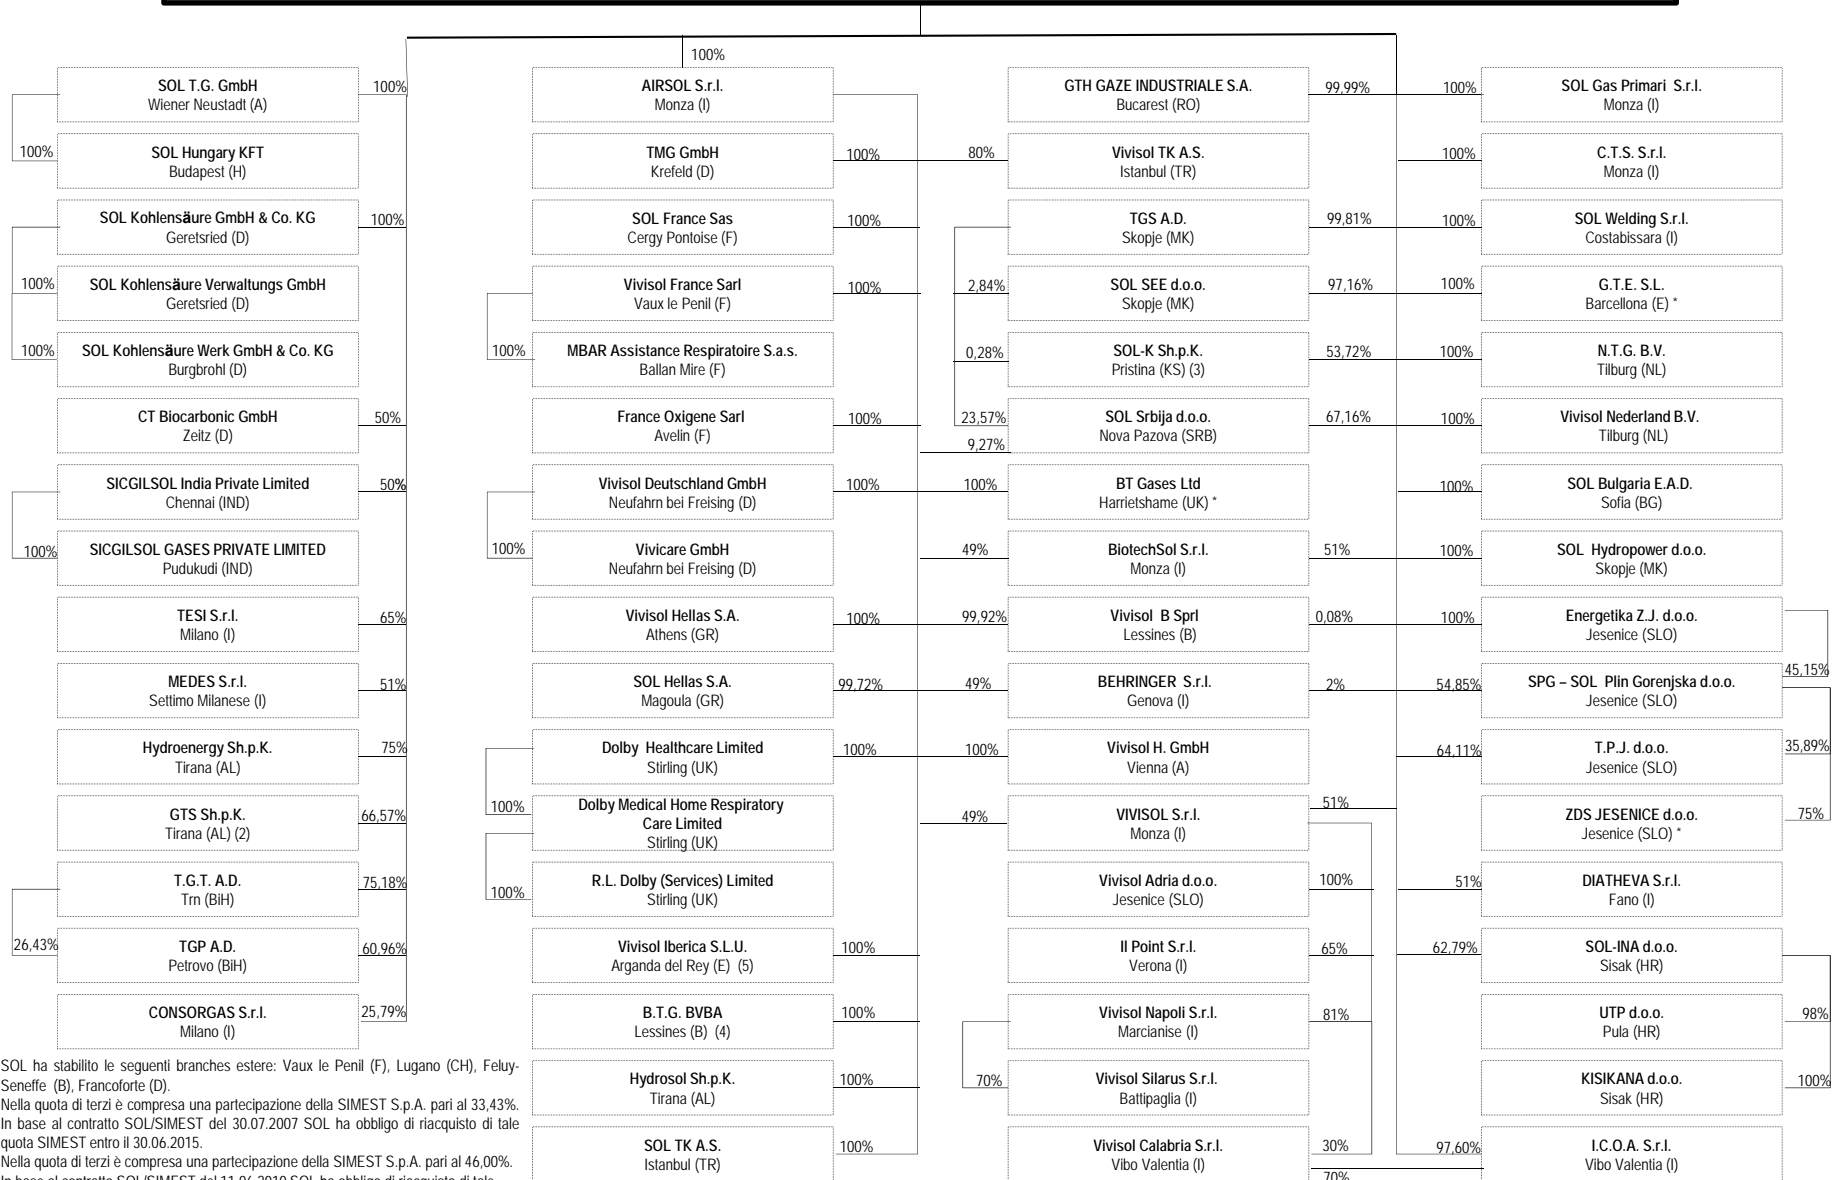 100%
SOL T.G. GmbH
Wiener Neustadt (A)
100%
100%
SOL Hungary KFT
Budapest (H)
SOL Kohlensäure GmbH & Co. KG
Geretsried (D)
100%
100%
SOL Kohlensäure Verwaltungs GmbH
Geretsried (D)
100%
SOL Kohlensäure Werk GmbH & Co. KG
Burgbrohl (D)
CT Biocarbonic GmbH
Zeitz (D)
50%
SICGILSOL India Private Limited
Chennai (IND)
50%
100%
SICGILSOL GASES PRIVATE LIMITED
Pudukudi (IND)
TESI S.r.l.
Milano (I)
65%
MEDES S.r.l.
Settimo Milanese (I)
51%
Hydroenergy Sh.p.K.
Tirana (AL)
75%
GTS Sh.p.K.
Tirana (AL) (2)
66,57%
T.G.T. A.D.
Trn (BiH)
75,18%
26,43%
TGP A.D.
Petrovo (BiH)
60,96%
CONSORGAS S.r.l.
Milano (I)
25,79%
SOL ha stabilito le seguenti branches estere: Vaux le Penil (F), Lugano (CH), Feluy-
Seneffe (B), Francoforte (D).
Nella quota di terzi è compresa una partecipazione della SIMEST S.p.A. pari al 33,43%.
In base al contratto SOL/SIMEST del 30.07.2007 SOL ha obbligo di riacquisto di tale
quota SIMEST entro il 30.06.2015.
Nella quota di terzi è compresa una partecipazione della SIMEST S.p.A. pari al 46,00%.
In base al contratto SOL/SIMEST del 11.06.2010 SOL ha obbligo di riacquisto di tale
AIRSOL S.r.l.
Monza (I)
TMG GmbH
Krefeld (D)
100%
SOL France Sas
Cergy Pontoise (F)
100%
Vivisol France Sarl
Vaux le Penil (F)
100%
100%
MBAR Assistance Respiratoire S.a.s.
Ballan Mire (F)
France Oxigene Sarl
Avelin (F)
100%
Vivisol Deutschland GmbH
Neufahrn bei Freising (D)
100%
100%
Vivicare GmbH
Neufahrn bei Freising (D)
Vivisol Hellas S.A.
Athens (GR)
100%
SOL Hellas S.A.
Magoula (GR)
99,72%
Dolby Healthcare Limited
Stirling (UK)
100%
100%
Dolby Medical Home Respiratory
Care Limited
Stirling (UK)
100%
R.L. Dolby (Services) Limited
Stirling (UK)
Vivisol Iberica S.L.U.
Arganda del Rey (E) (5)
100%
B.T.G. BVBA
Lessines (B) (4)
100%
Hydrosol Sh.p.K.
Tirana (AL)
100%
SOL TK A.S.
Istanbul (TR)
100%
GTH GAZE INDUSTRIALE S.A.
Bucarest (RO)
99,99%
80%
Vivisol TK A.S.
Istanbul (TR)
TGS A.D.
Skopje (MK)
99,81%
2,84%
SOL SEE d.o.o.
Skopje (MK)
97,16%
0,28%
SOL-K Sh.p.K.
Pristina (KS) (3)
53,72%
23,57%
9,27%
SOL Srbija d.o.o.
Nova Pazova (SRB)
67,16%
100%
BT Gases Ltd
Harrietshame (UK) *
49%
BiotechSol S.r.l.
Monza (I)
51%
99,92%
Vivisol B Sprl
Lessines (B)
0,08%
49%
BEHRINGER S.r.l.
Genova (I)
2%
100%
Vivisol H. GmbH
Vienna (A)
49%
VIVISOL S.r.l.
Monza (I)
51%
Vivisol Adria d.o.o.
Jesenice (SLO)
100%
Il Point S.r.l.
Verona (I)
65%
Vivisol Napoli S.r.l.
Marcianise (I)
81%
70%
Vivisol Silarus S.r.l.
Battipaglia (I)
Vivisol Calabria S.r.l.
Vibo Valentia (I)
30%
70%
100%
SOL Gas Primari S.r.l.
Monza (I)
100%
C.T.S. S.r.l.
Monza (I)
100%
SOL Welding S.r.l.
Costabissara (I)
100%
G.T.E. S.L.
Barcellona (E) *
100%
N.T.G. B.V.
Tilburg (NL)
100%
Vivisol Nederland B.V.
Tilburg (NL)
100%
SOL Bulgaria E.A.D.
Sofia (BG)
100%
SOL Hydropower d.o.o.
Skopje (MK)
100%
Energetika Z.J. d.o.o.
Jesenice (SLO)
45,15%
54,85%
SPG – SOL Plin Gorenjska d.o.o.
Jesenice (SLO)
64,11%
T.P.J. d.o.o.
Jesenice (SLO)
35,89%
ZDS JESENICE d.o.o.
Jesenice (SLO) *
75%
51%
DIATHEVA S.r.l.
Fano (I)
62,79%
SOL-INA d.o.o.
Sisak (HR)
UTP d.o.o.
Pula (HR)
98%
KISIKANA d.o.o.
Sisak (HR)
100%
97,60%
I.C.O.A. S.r.l.
Vibo Valentia (I)